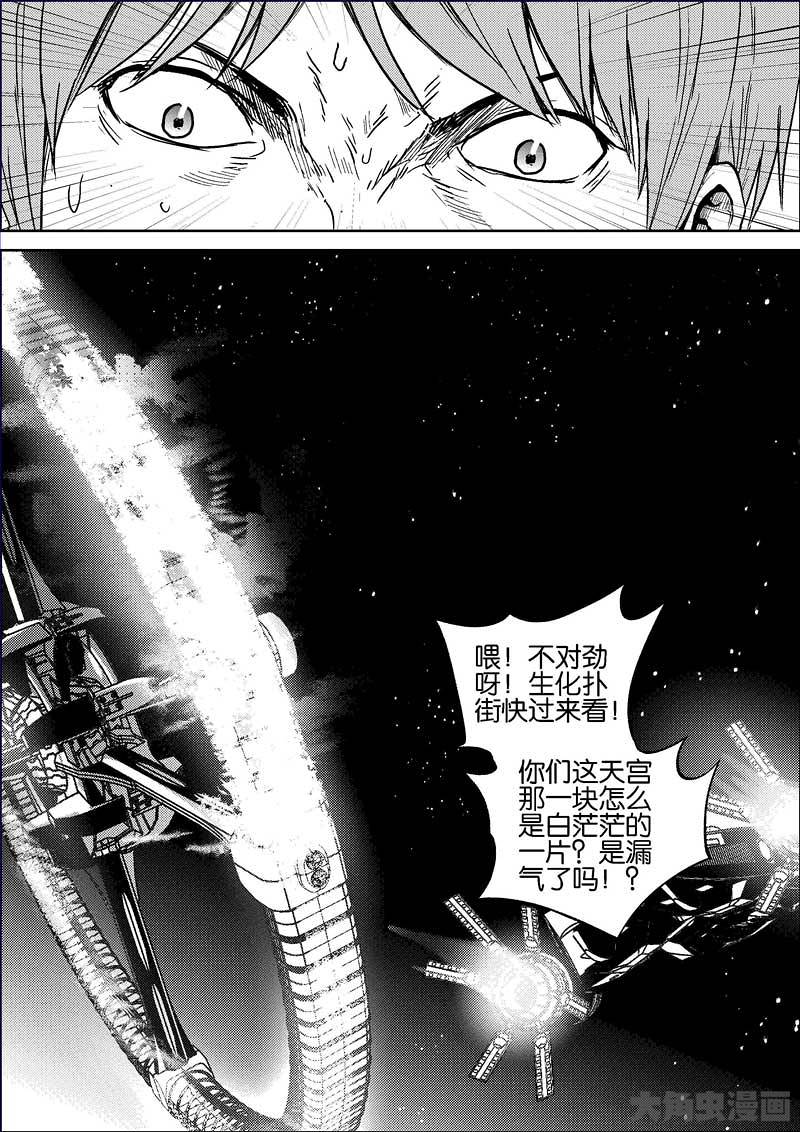 喂！不对劲
呀！生化扑
街快过来看！
你们这天宫
那一块怎么
是白茫茫的
一片？是漏
气了吗！？
大角虫漫画